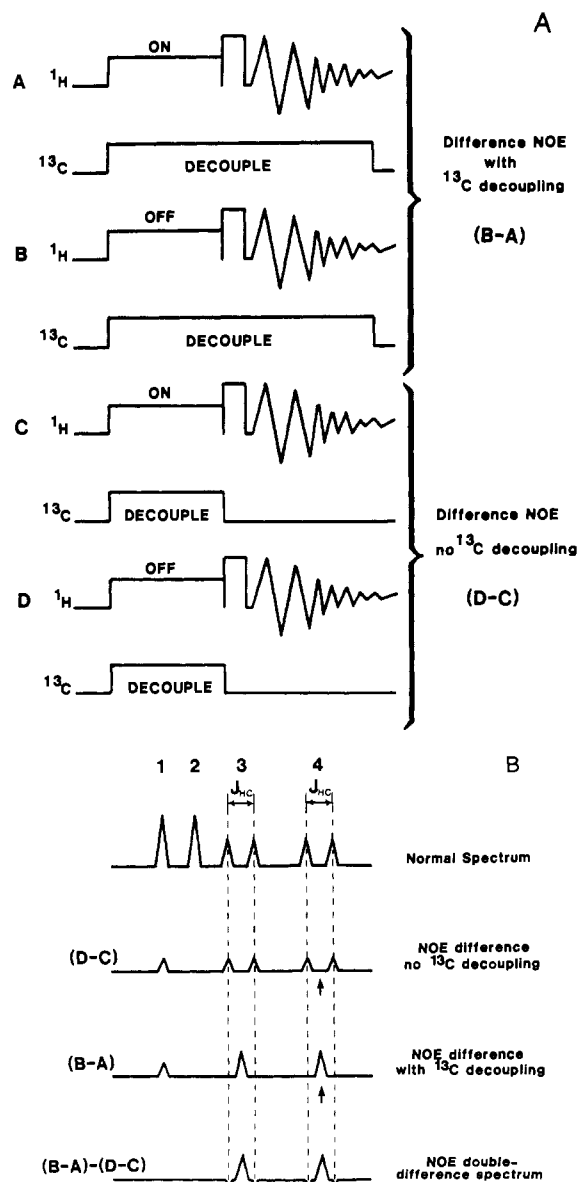 A
ON
A ¹H
Difference NOE
with
¹³C decoupling
(B-A)
¹³C DECOUPLE
OFF
B ¹H
¹³C DECOUPLE
ON
C ¹H
Difference NOE
no ¹³C decoupling
(D-C)
¹³C DECOUPLE
OFF
D ¹H
¹³C DECOUPLE
B
1 2 3 4
J_HC J_HC
Normal Spectrum
(D-C)
NOE difference
no ¹³C decoupling
(B-A)
NOE difference
with ¹³C decoupling
(B-A)-(D-C)
NOE double-
difference spectrum